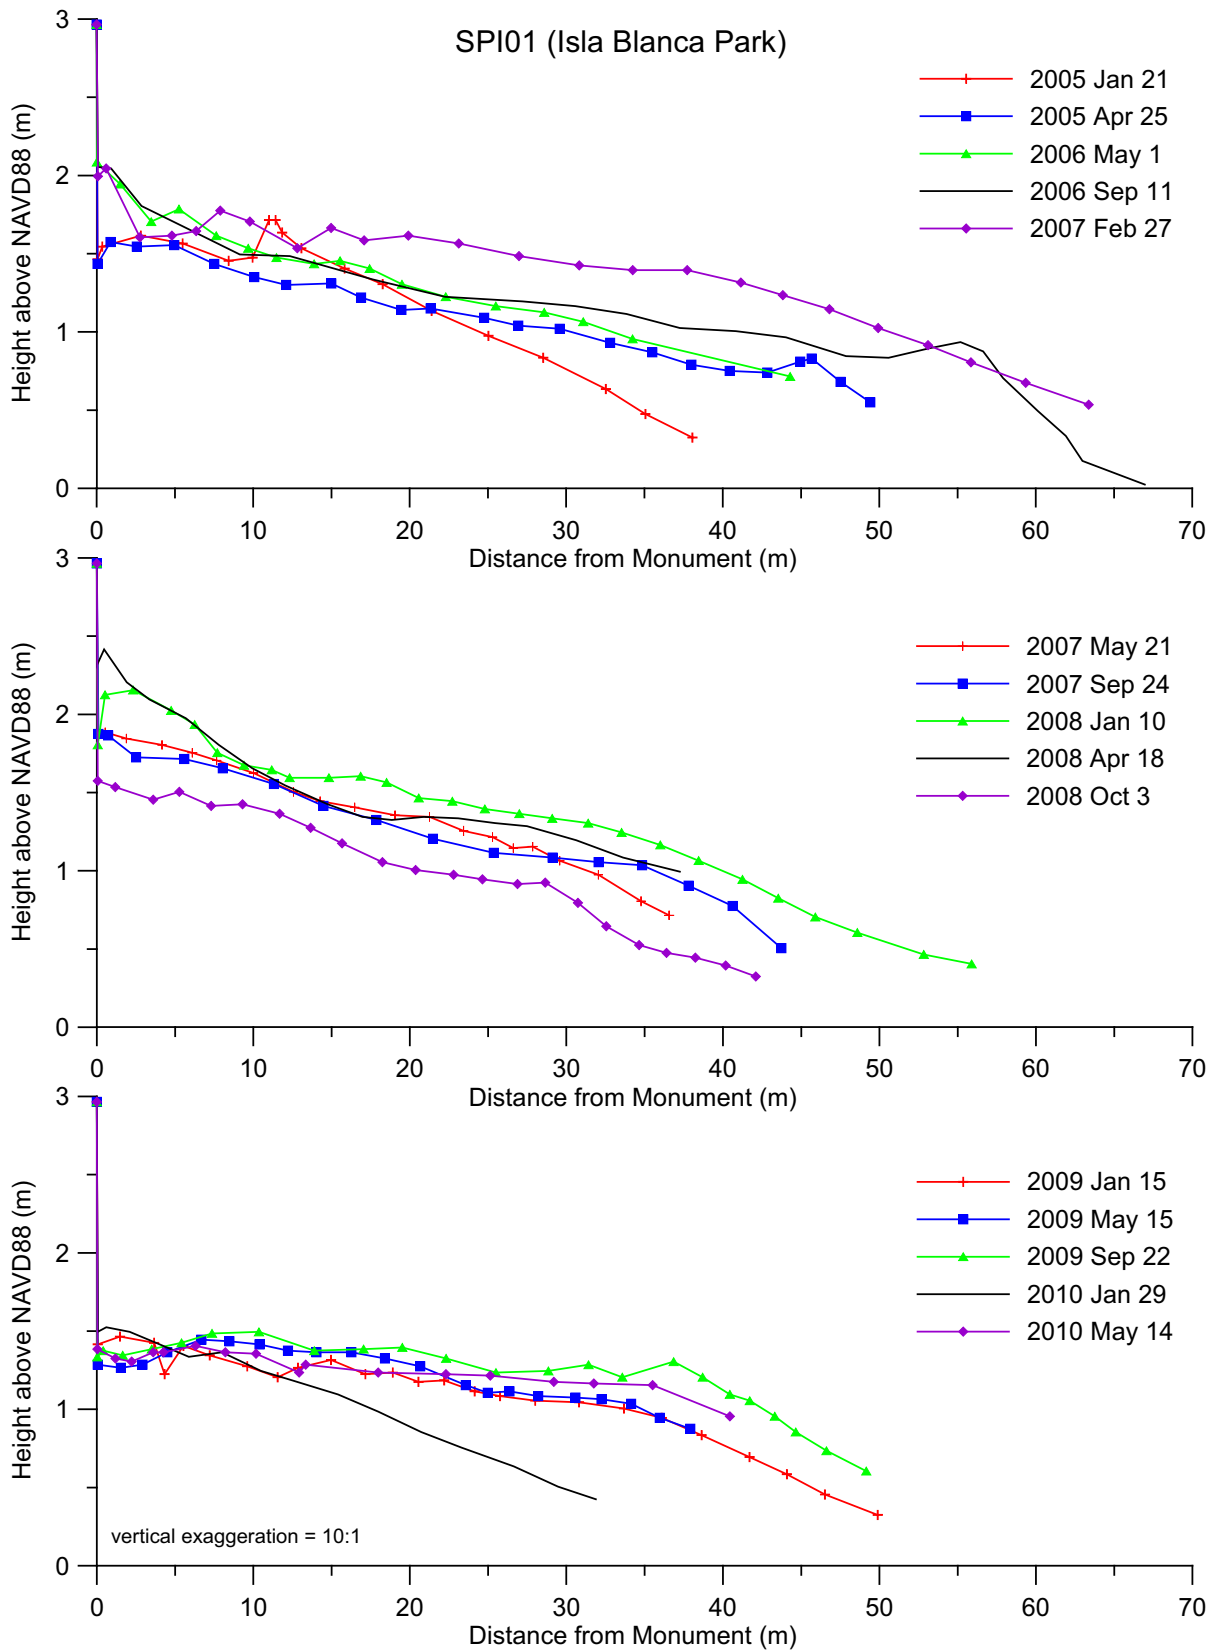 SPI01 (Isla Blanca Park)
3
2
1
0
Height above NAVD88 (m)
2005 Jan 21
2005 Apr 25
2006 May 1
2006 Sep 11
2007 Feb 27
0 10 20 30 40 50 60 70
Distance from Monument (m)
3
2
1
0
Height above NAVD88 (m)
2007 May 21
2007 Sep 24
2008 Jan 10
2008 Apr 18
2008 Oct 3
0 10 20 30 40 50 60 70
Distance from Monument (m)
3
2
1
0
Height above NAVD88 (m)
2009 Jan 15
2009 May 15
2009 Sep 22
2010 Jan 29
2010 May 14
vertical exaggeration = 10:1
0 10 20 30 40 50 60 70
Distance from Monument (m)